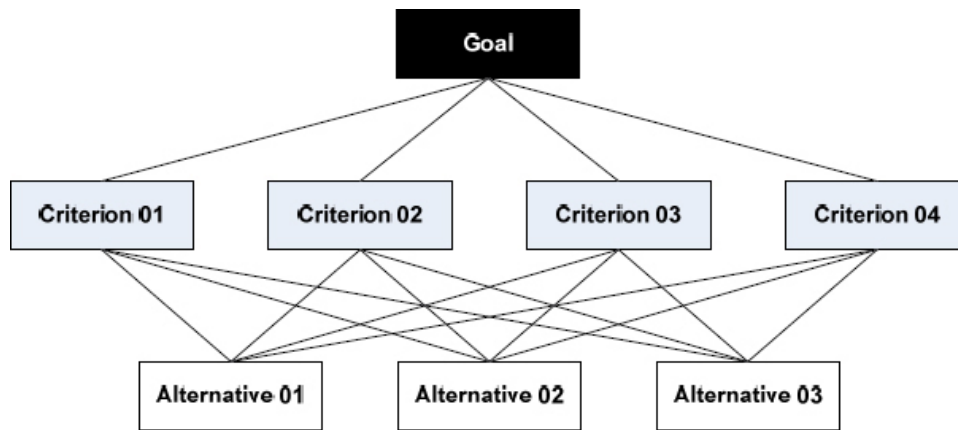 Goal
Criterion 01
Criterion 02
Criterion 03
Criterion 04
Alternative 01
Alternative 02
Alternative 03